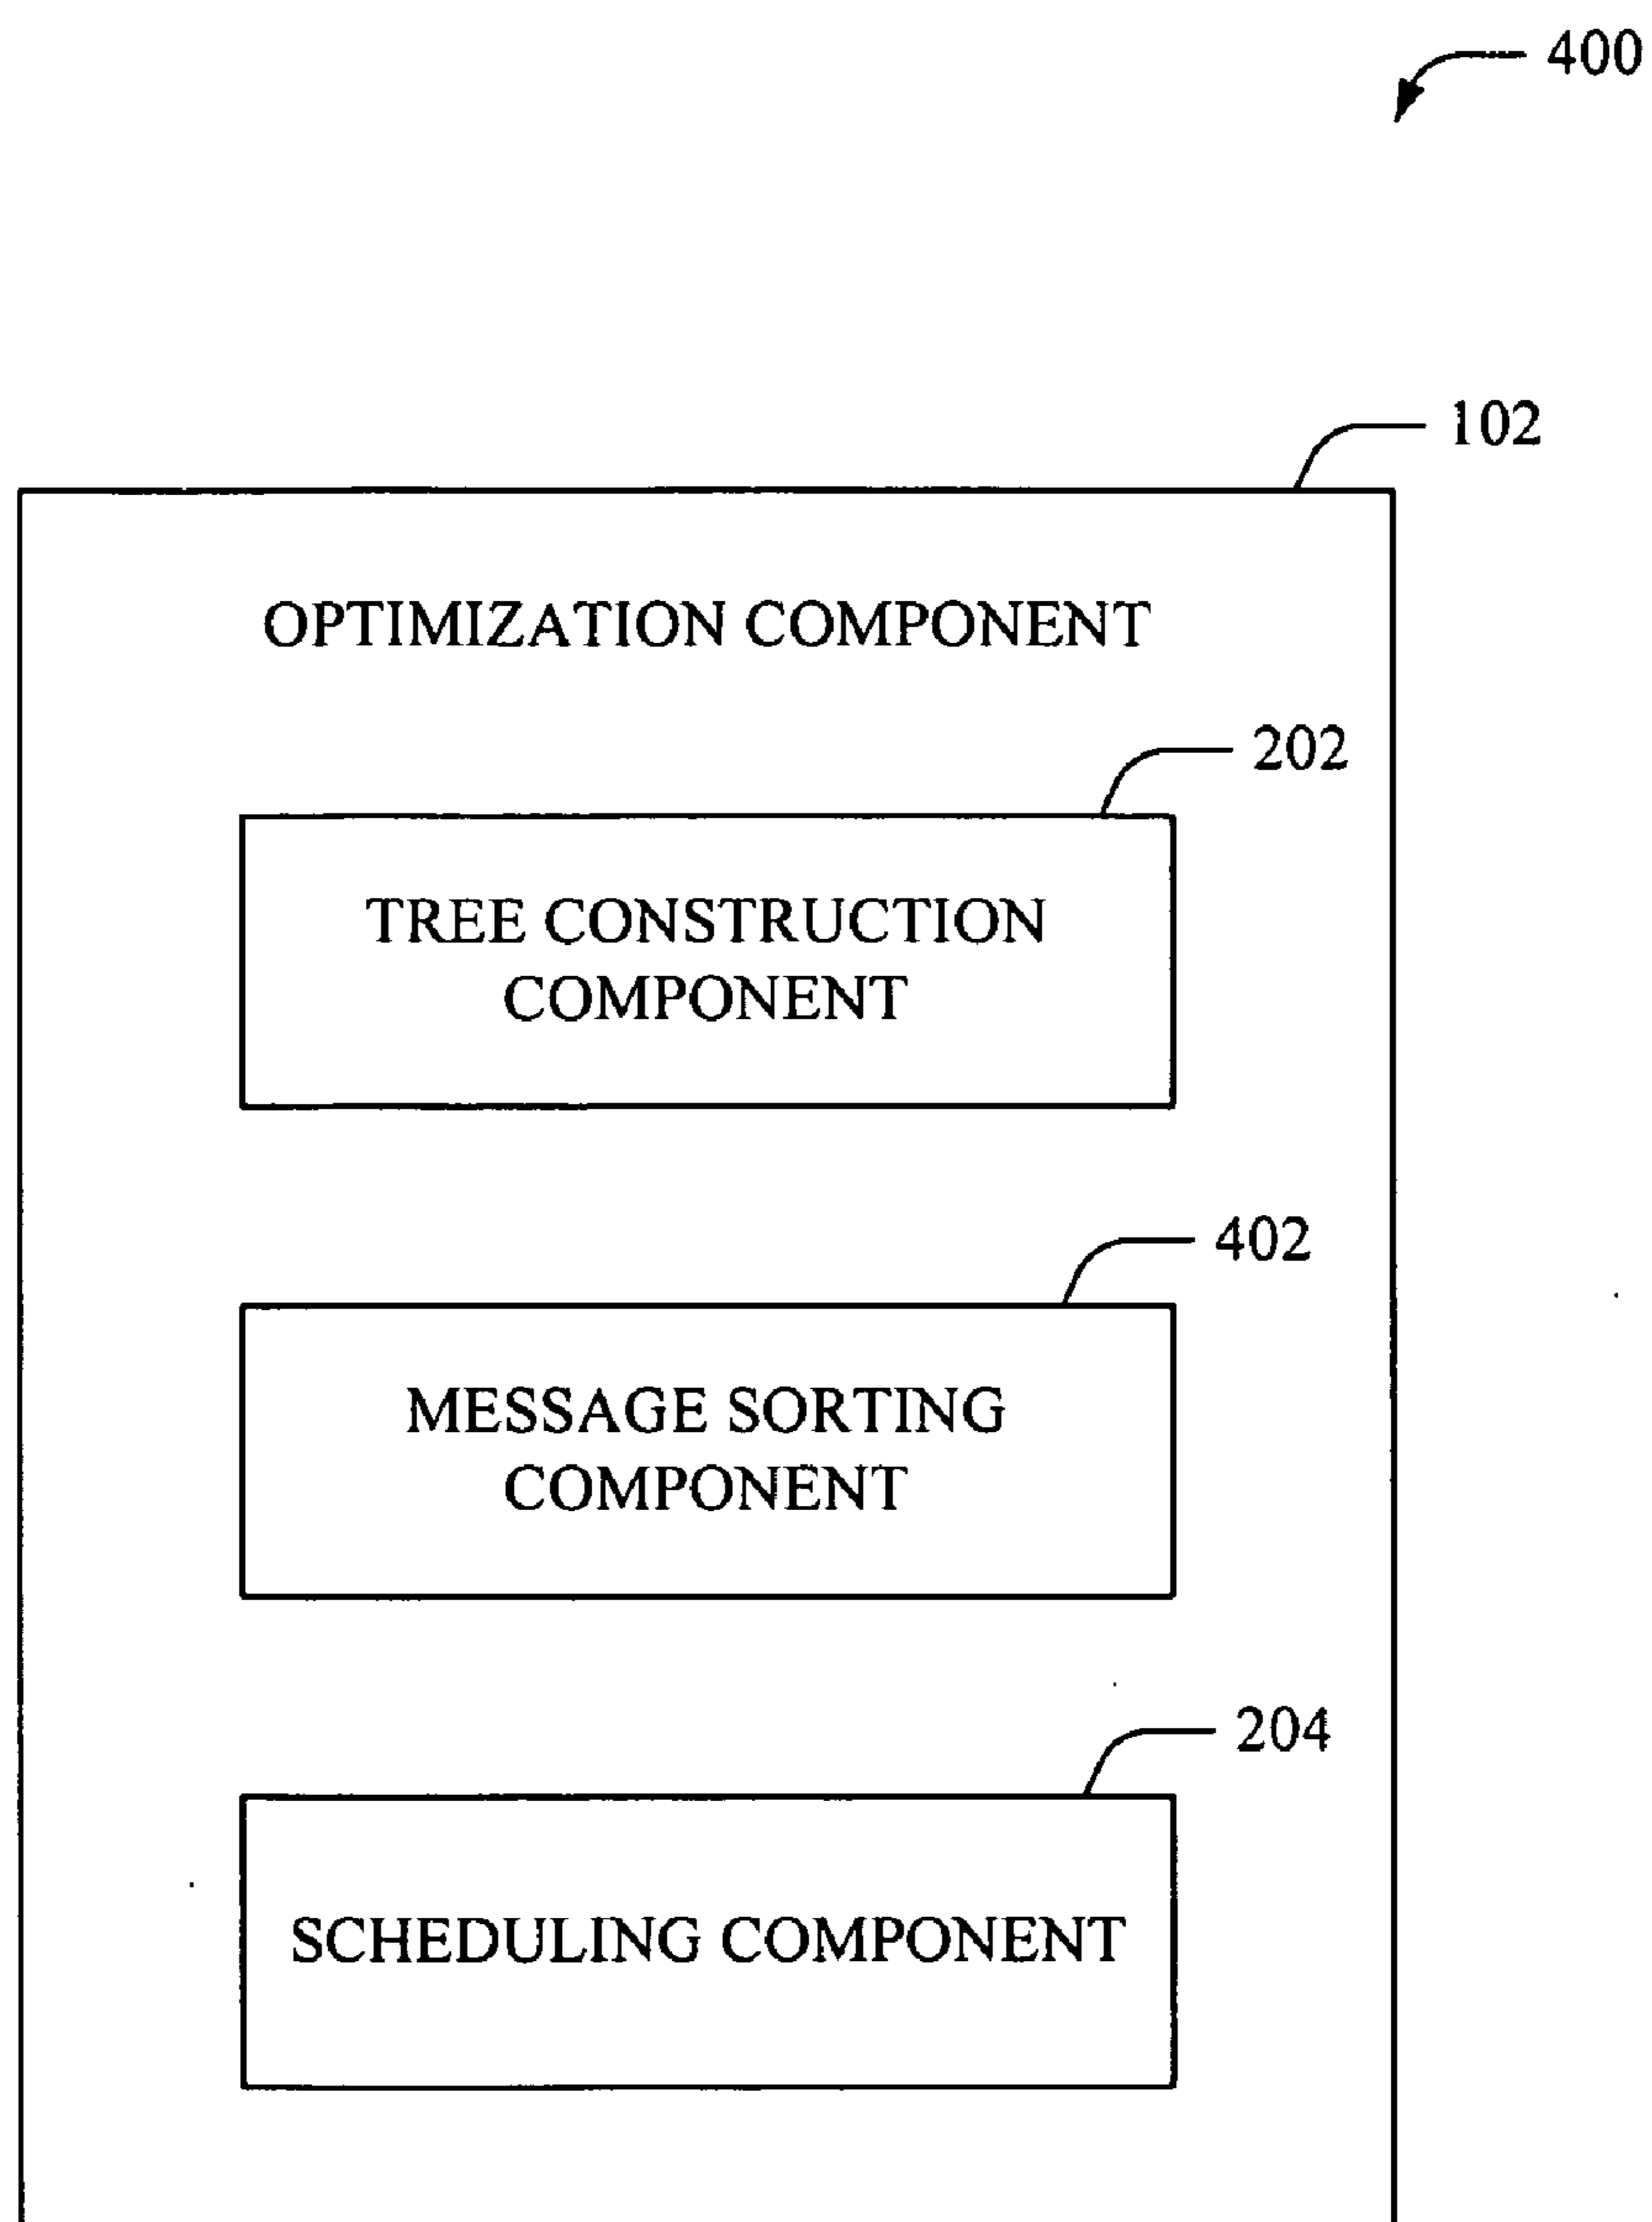 400
102
OPTIMIZATION COMPONENT
202
TREE CONSTRUCTION
COMPONENT
402
MESSAGE SORTING
COMPONENT
204
SCHEDULING COMPONENT